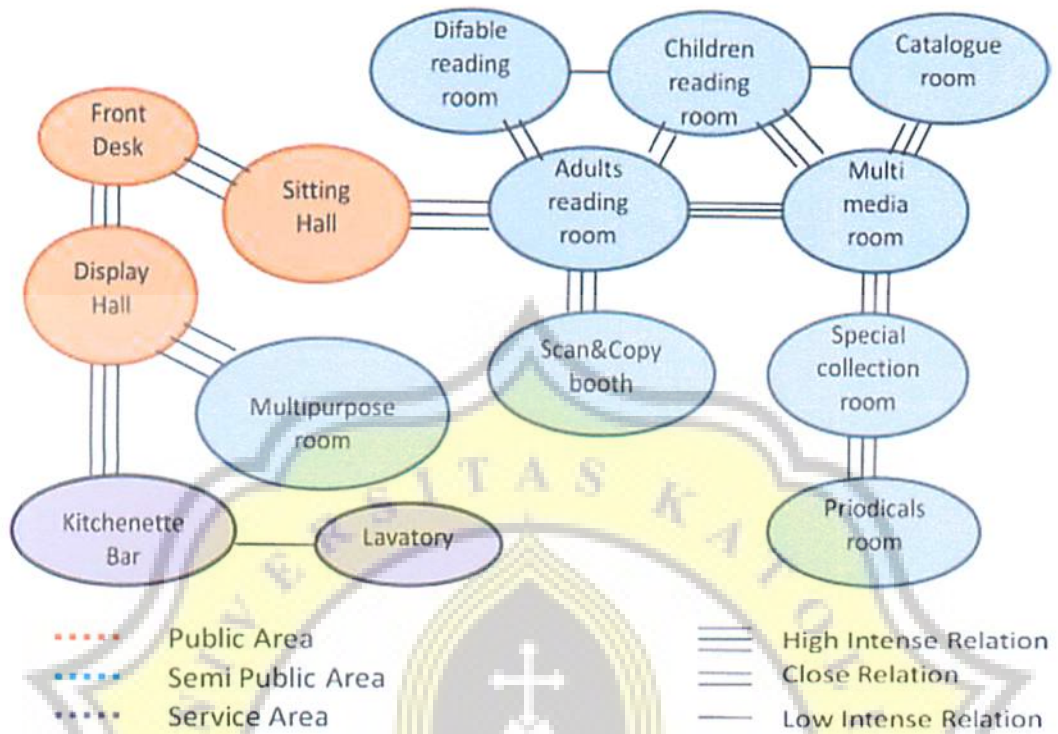 Difable
reading
room
Children
reading
room
Catalogue
room
Front
Desk
Sitting
Hall
Adults
reading
room
Multi
media
room
Display
Hall
Scan&Copy
booth
Special
collection
room
Multipurpose
room
Kitchenette
Bar
Lavatory
Priodicals
room
SITAS KA
Public Area
Semi Public Area
Service Area
High Intense Relation
Close Relation
Low Intense Relation